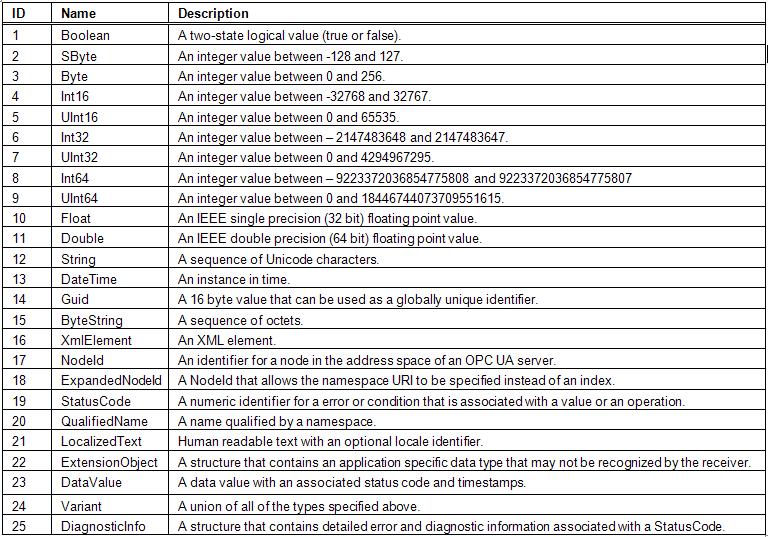 ID Name Description
1 Boolean A two-state logical value (true or false).
2 SByte An integer value between -128 and 127.
3 Byte An integer value between 0 and 256.
4 Int16 An integer value between -32768 and 32767.
5 UInt16 An integer value between 0 and 65535.
6 Int32 An integer value between – 2147483648 and 2147483647.
7 UInt32 An integer value between 0 and 4294967295.
8 Int64 An integer value between – 9223372036854775808 and 9223372036854775807
9 UInt64 An integer value between 0 and 18446744073709551615.
10 Float An IEEE single precision (32 bit) floating point value.
11 Double An IEEE double precision (64 bit) floating point value.
12 String A sequence of Unicode characters.
13 DateTime An instance in time.
14 Guid A 16 byte value that can be used as a globally unique identifier.
15 ByteString A sequence of octets.
16 XmlElement An XML element.
17 NodeId An identifier for a node in the address space of an OPC UA server.
18 ExpandedNodeId A NodeId that allows the namespace URI to be specified instead of an index.
19 StatusCode A numeric identifier for a error or condition that is associated with a value or an operation.
20 QualifiedName A name qualified by a namespace.
21 LocalizedText Human readable text with an optional locale identifier.
22 ExtensionObject A structure that contains an application specific data type that may not be recognized by the receiver.
23 DataValue A data value with an associated status code and timestamps.
24 Variant A union of all of the types specified above.
25 DiagnosticInfo A structure that contains detailed error and diagnostic information associated with a StatusCode.